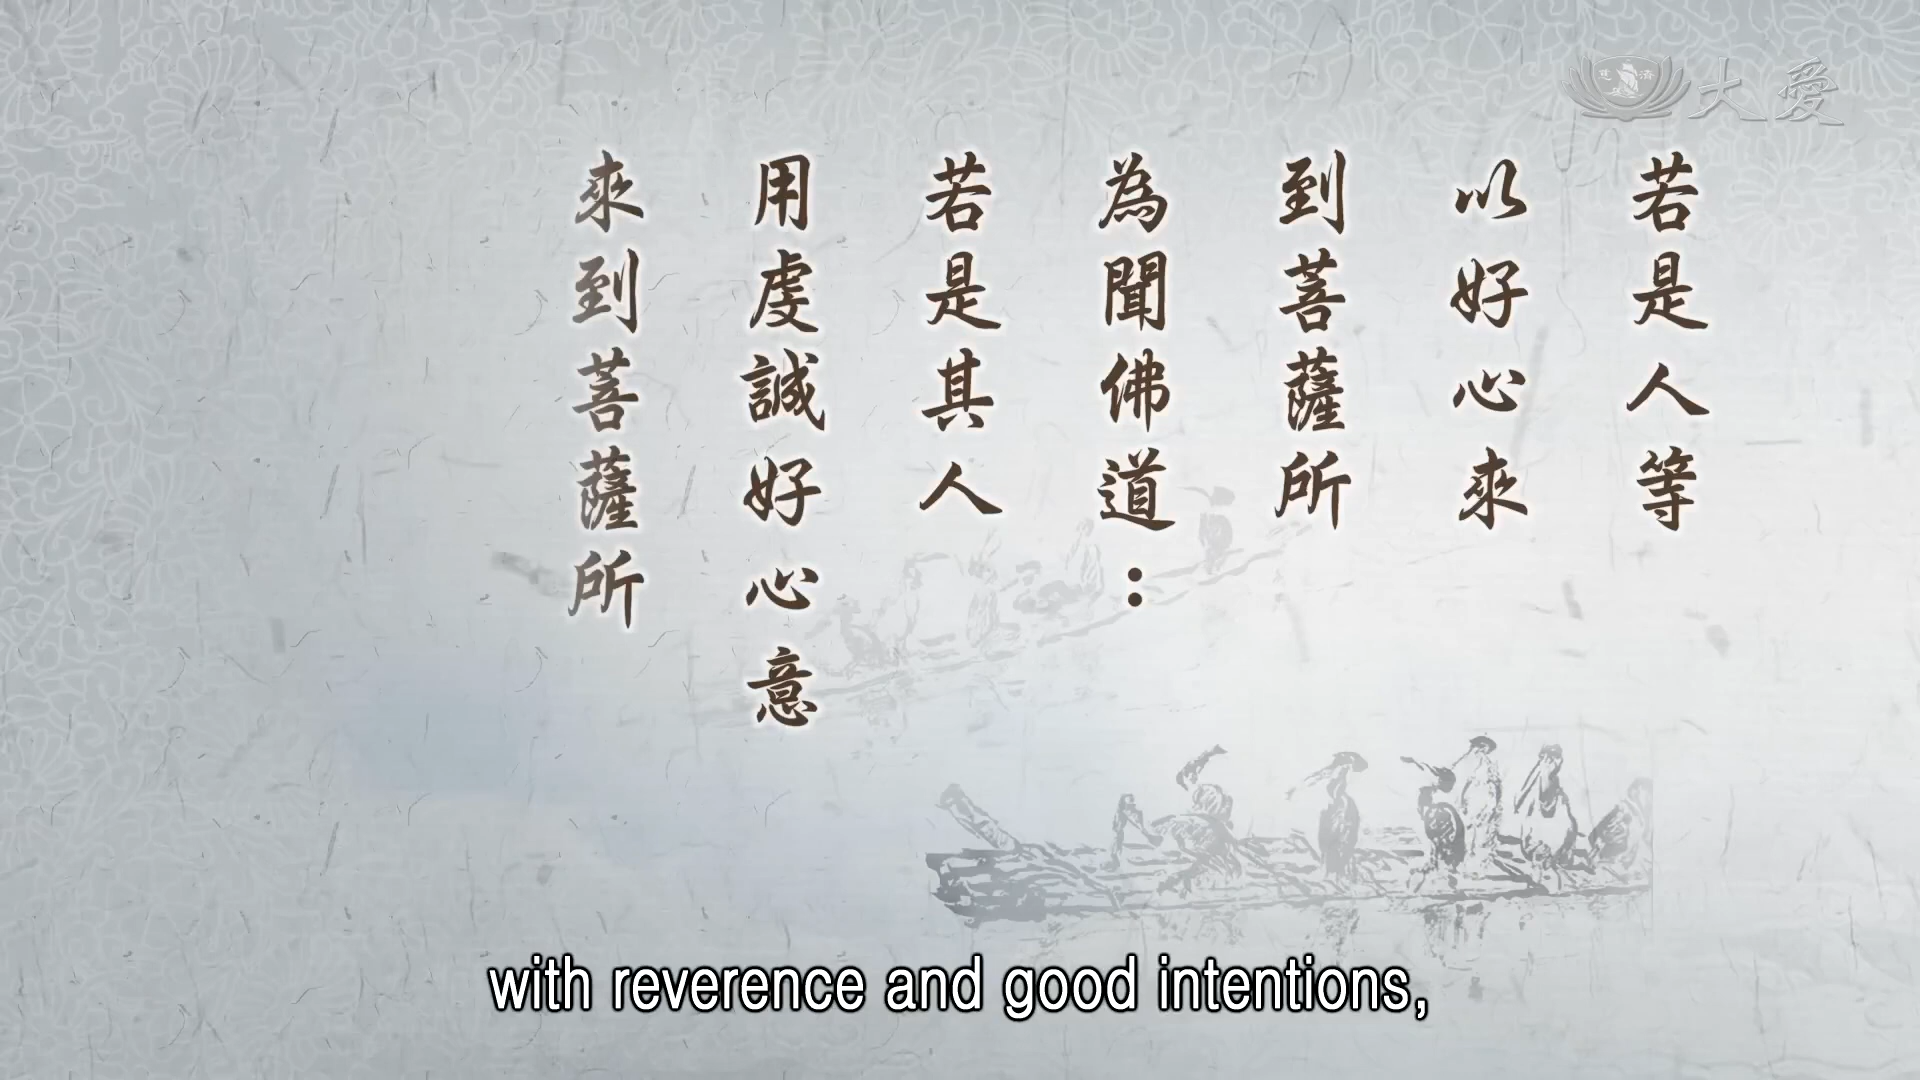 大愛
慈濟
若是人等
以好心來
到菩薩所
為聞佛道：
若是其人
用虔誠好心意
來到菩薩所
with reverence and good intentions,